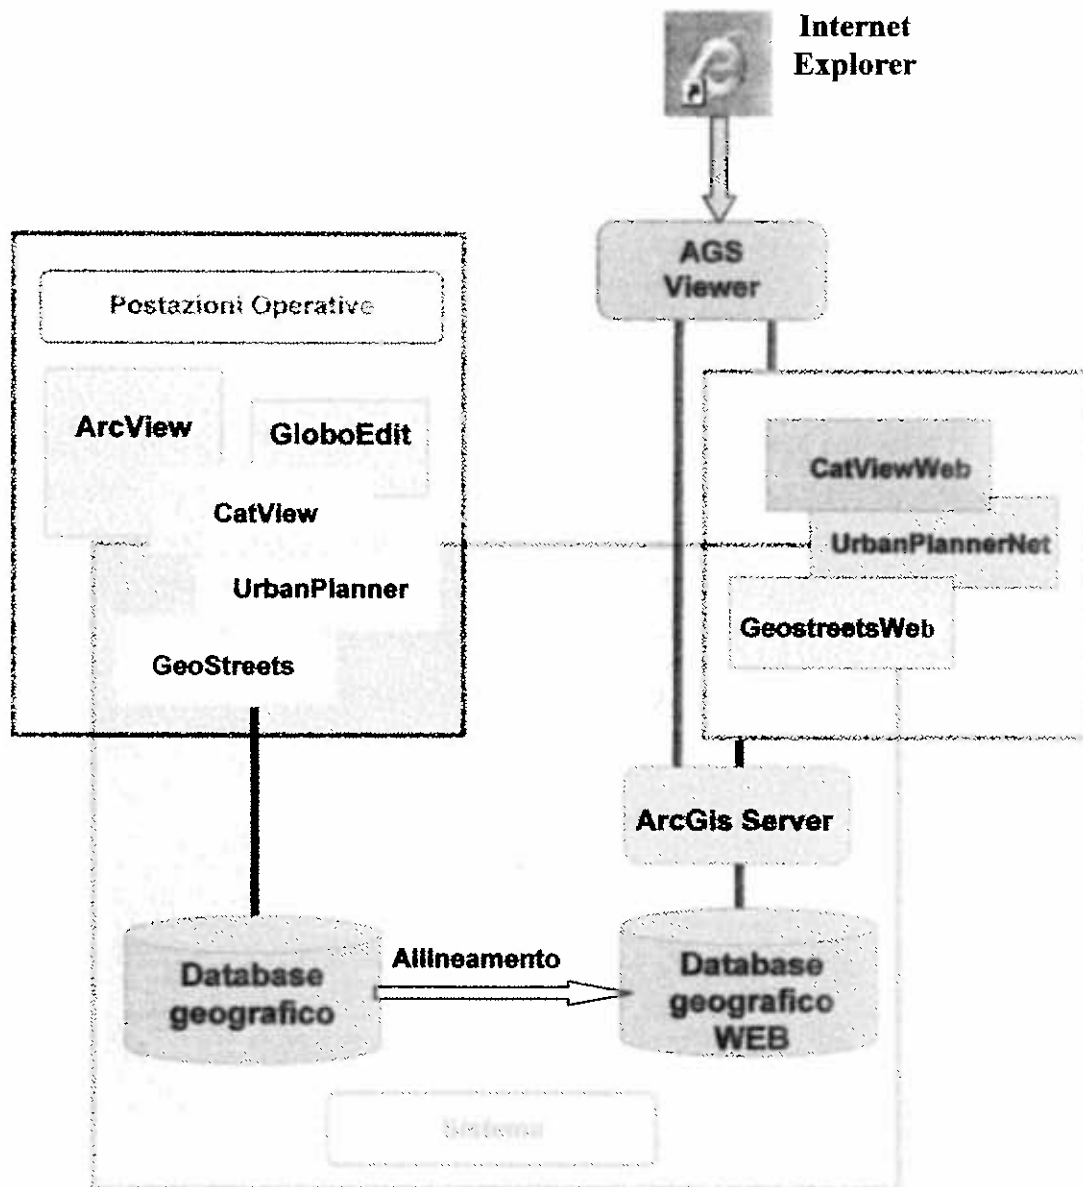 Internet
Explorer
AGS
Viewer
Postazioni Operative
ArcView
GloboEdit
CatView
UrbanPlanner
GeoStreets
CatViewWeb
UrbanPlannerNet
GeostreetsWeb
ArcGis Server
Database
geografico
Allineamento
Database
geografico
WEB
Sistema